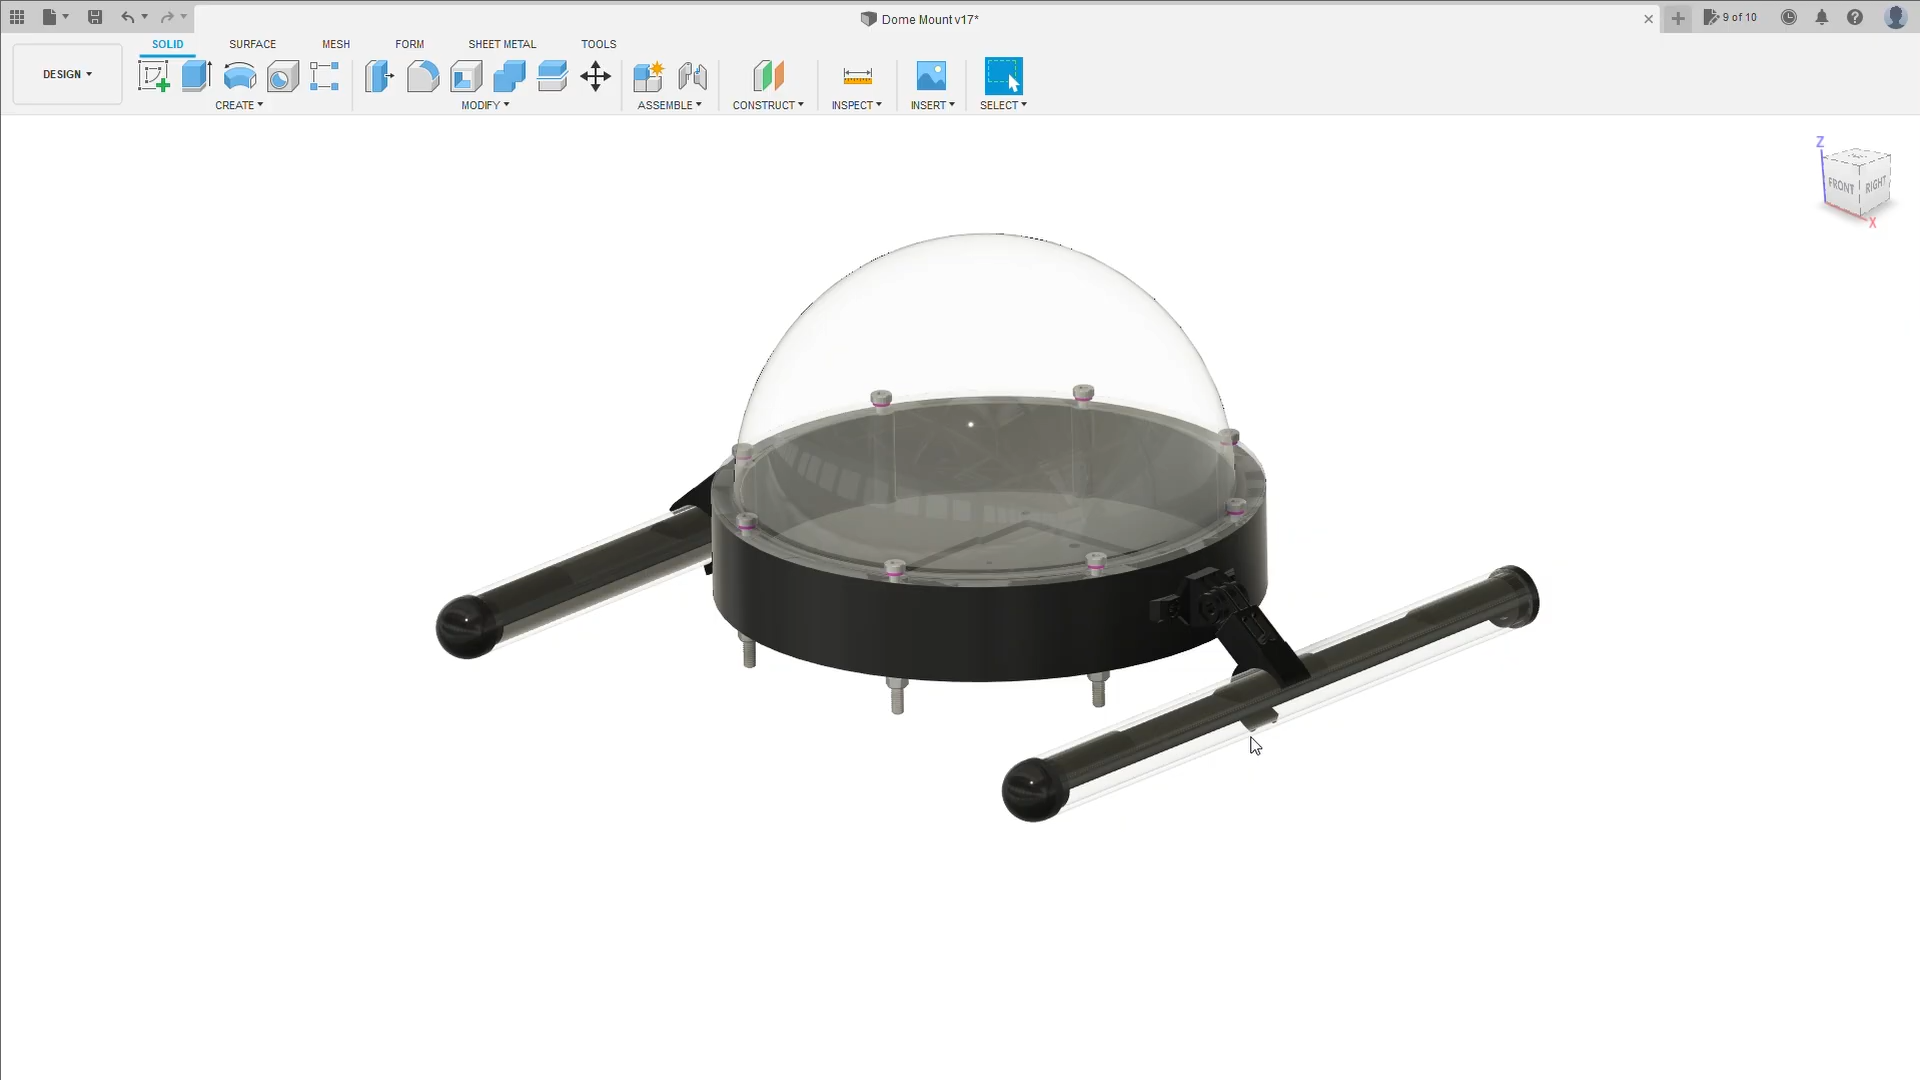 Dome Mount v17*
9 of 10
DESIGN
SOLID
SURFACE
MESH
FORM
SHEET METAL
TOOLS
CREATE
MODIFY
ASSEMBLE
CONSTRUCT
INSPECT
INSERT
SELECT
Z
FRONT
RIGHT
X